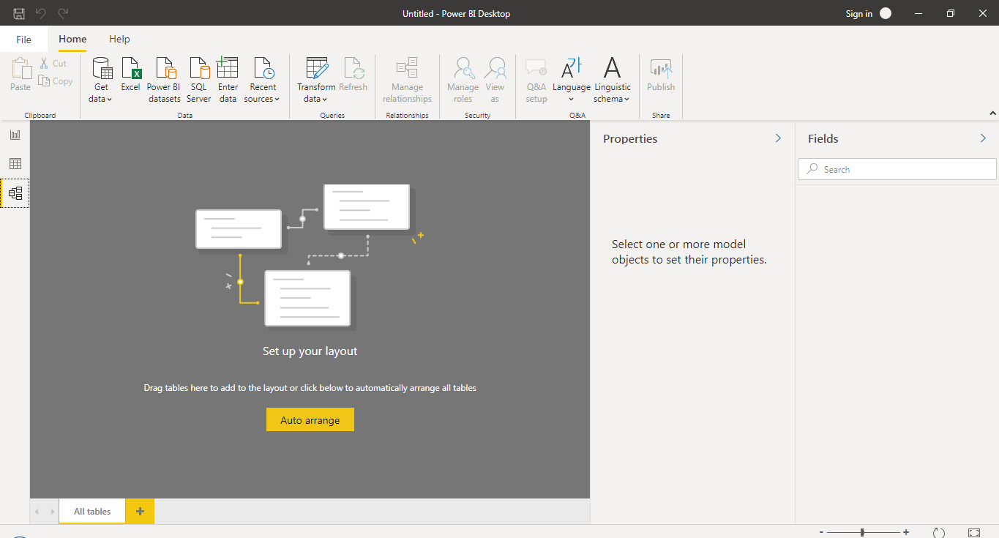 Untitled - Power BI Desktop
Sign in
File
Home
Help
Paste
Cut
Copy
Clipboard
Get data
Excel
Power BI datasets
SQL Server
Enter data
Recent sources
Data
Transform data
Refresh
Queries
Manage relationships
Relationships
Manage roles
View as
Security
Q&A setup
Language
Linguistic schema
Q&A
Publish
Share
Set up your layout
Drag tables here to add to the layout or click below to automatically arrange all tables
Auto arrange
Properties
Select one or more model
objects to set their properties.
Fields
Search
All tables
+
- +